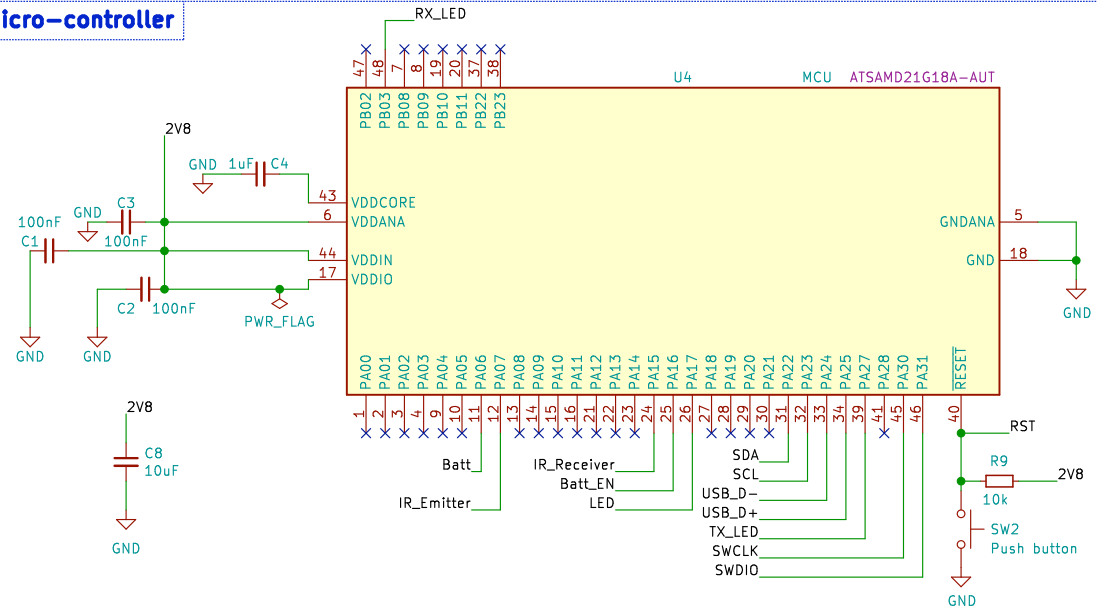 icro-controller
RX_LED
47
48
7
8
19
20
37
38
U4
MCU
ATSAMD21G18A-AUT
PB02
PB03
PB08
PB09
PB10
PB11
PB22
PB23
2V8
GND
1uF
C4
43
VDDCORE
GND
C3
100nF
6
VDDANA
100nF
C1
44
VDDIN
17
VDDIO
C2
100nF
PWR_FLAG
GND
GND
GNDANA
5
GND
18
GND
PA00
PA01
PA02
PA03
PA04
PA05
PA06
PA07
PA08
PA09
PA10
PA11
PA12
PA13
PA14
PA15
PA16
PA17
PA18
PA19
PA20
PA21
PA22
PA23
PA24
PA25
PA27
PA28
PA30
PA31
RESET
1
2
3
4
9
10
11
12
13
14
15
16
21
22
23
24
25
26
27
28
29
30
31
32
33
34
39
41
45
46
40
Batt
IR_Emitter
IR_Receiver
Batt_EN
LED
SDA
SCL
USB_D-
USB_D+
TX_LED
SWCLK
SWDIO
RST
R9
2V8
10k
SW2
Push button
GND
2V8
C8
10uF
GND